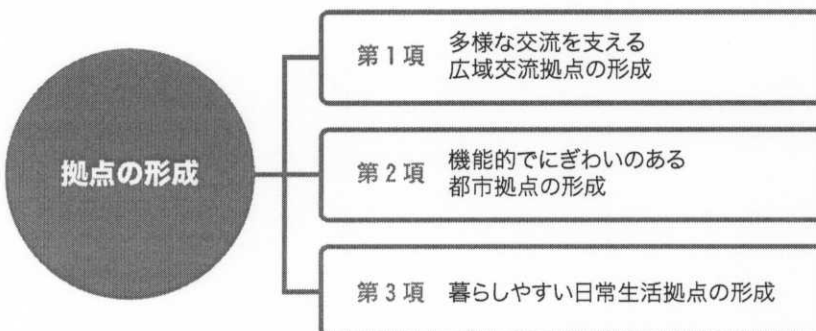 拠点の形成
第1項 多様な交流を支える
広域交流拠点の形成
第2項 機能的でにぎわいのある
都市拠点の形成
第3項 暮らしやすい日常生活拠点の形成